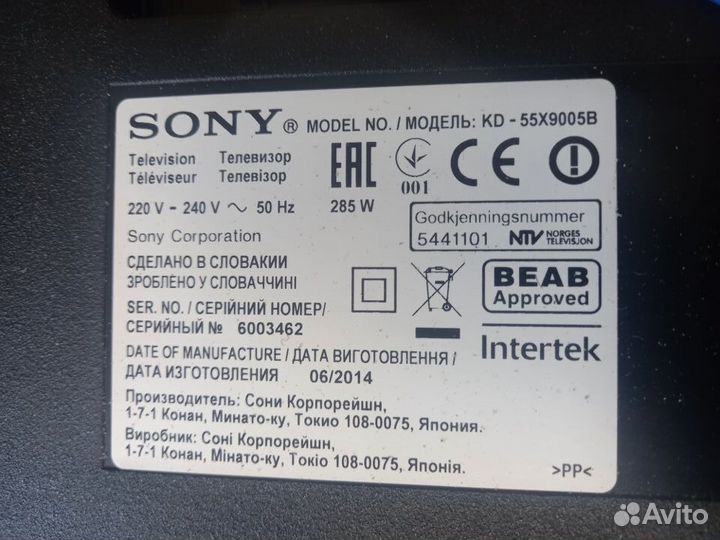 SONY® MODEL NO. / МОДЕЛЬ: KD - 55X9005B
Television Телевизор
Téléviseur Телевізор
EAC
001
CE
220 V - 240 V ~ 50 Hz 285 W
Godkjenningsnummer
5441101 NTV NORGES TELEVISJON
Sony Corporation
СДЕЛАНО В СЛОВАКИИ
ЗРОБЛЕНО У СЛОВАЧЧИНІ
BEAB
Approved
SER. NO. / СЕРІЙНИЙ НОМЕР/
СЕРИЙНЫЙ № 6003462
Intertek
DATE OF MANUFACTURE / ДАТА ВИГОТОВЛЕННЯ /
ДАТА ИЗГОТОВЛЕНИЯ 06/2014
Производитель: Сони Корпорейшн,
1-7-1 Конан, Минато-ку, Токио 108-0075, Япония.
Виробник: Соні Корпорейшн,
1-7-1 Конан, Мінато-ку, Токіо 108-0075, Японія.
>PP<
Avito